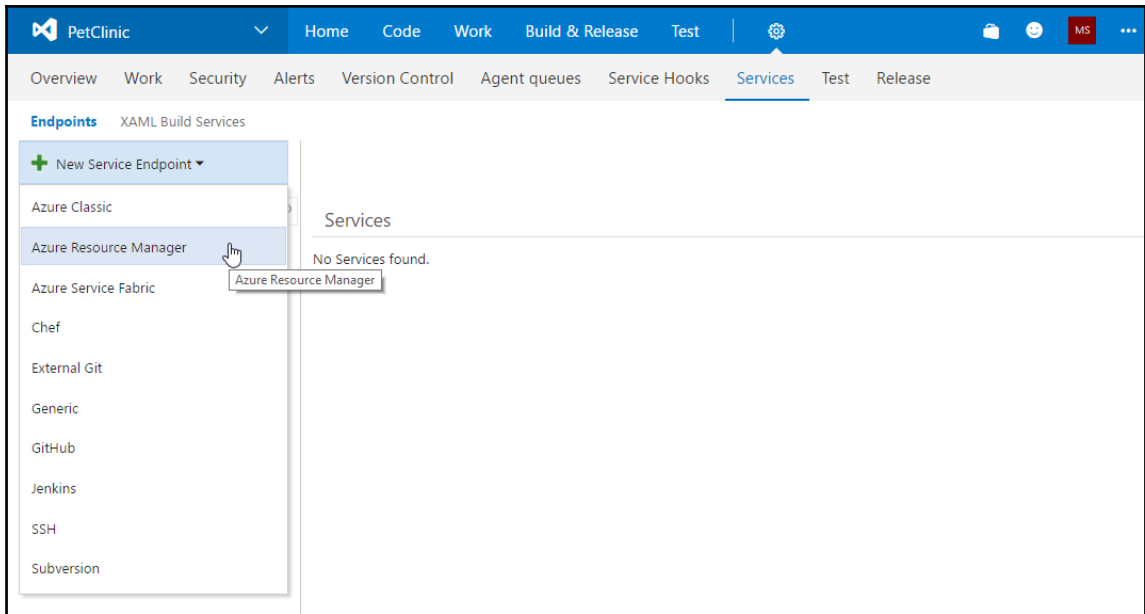 PetClinic Home Code Work Build & Release Test MS
Overview Work Security Alerts Version Control Agent queues Service Hooks Services Test Release
Endpoints XAML Build Services
New Service Endpoint
Azure Classic
Services
Azure Resource Manager
No Services found.
Azure Resource Manager
Azure Service Fabric
Chef
External Git
Generic
GitHub
Jenkins
SSH
Subversion